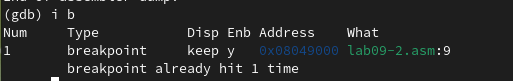 (gdb) i b
Num Type Disp Enb Address What
1 breakpoint keep y 0x08049000 lab09-2.asm:9
breakpoint already hit 1 time